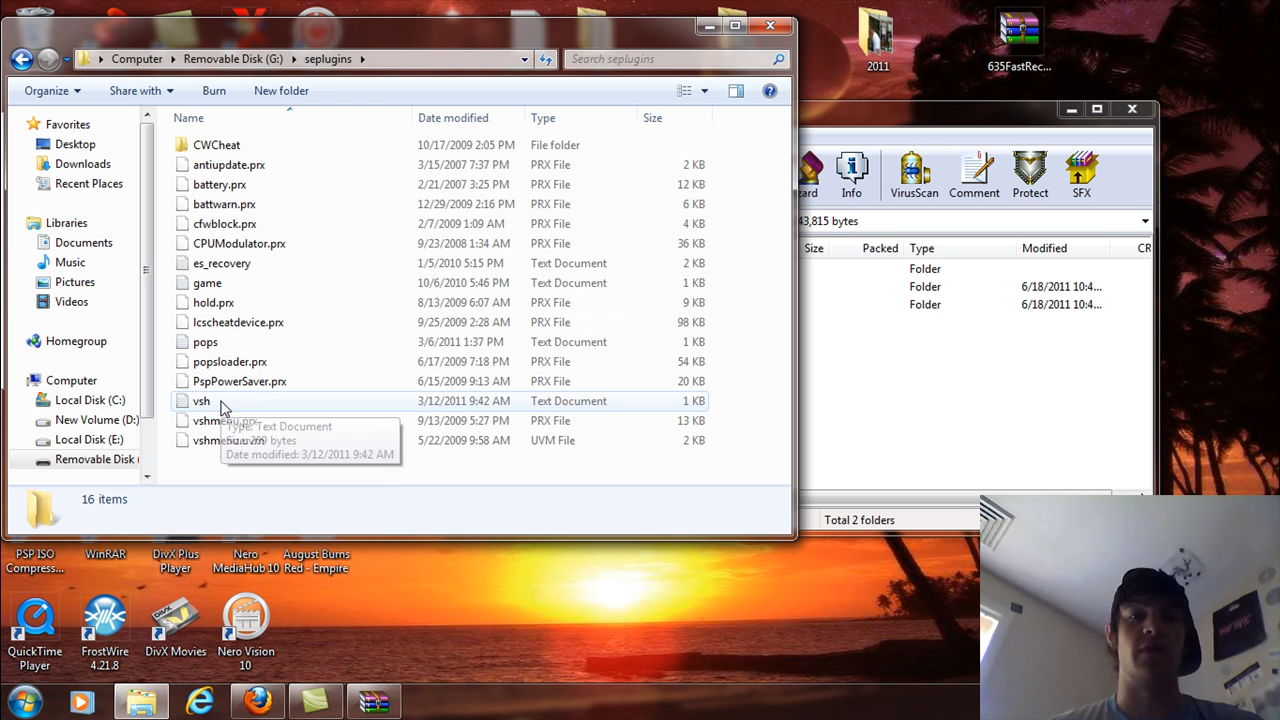 Computer Removable Disk (G:) seplugins
Search seplugins
Organize Share with Burn New folder
Name Date modified Type Size
Favorites
Desktop
Downloads
Recent Places
Libraries
Documents
Music
Pictures
Videos
Homegroup
Computer
Local Disk (C:)
New Volume (D:)
Local Disk (E:)
Removable Disk
CWCheat 10/17/2009 2:05 PM File folder
antiupdate.prx 3/15/2007 7:37 PM PRX File 2 KB
battery.prx 2/21/2007 3:25 PM PRX File 12 KB
battwarn.prx 12/29/2009 2:16 PM PRX File 6 KB
cfwblock.prx 2/7/2009 1:09 AM PRX File 4 KB
CPUModulator.prx 9/23/2008 1:34 AM PRX File 36 KB
es_recovery 1/5/2010 5:15 PM Text Document 2 KB
game 10/6/2010 5:46 PM Text Document 1 KB
hold.prx 8/13/2009 6:07 AM PRX File 9 KB
lcscheatdevice.prx 9/25/2009 2:28 AM PRX File 98 KB
pops 3/6/2011 1:37 PM Text Document 1 KB
popsloader.prx 6/17/2009 7:18 PM PRX File 54 KB
PspPowerSaver.prx 6/15/2009 9:13 AM PRX File 20 KB
vsh 3/12/2011 9:42 AM Text Document 1 KB
vshmenu.prx 9/13/2009 5:27 PM PRX File 13 KB
5/22/2009 9:58 AM UVM File 2 KB
Type: Text Document
bytes
Date modified: 3/12/2011 9:42 AM
16 items
2011
635FastRec...
zard Info VirusScan Comment Protect SFX
43,815 bytes
Size Packed Type Modified CR
Folder
Folder 6/18/2011 10:4...
Folder 6/18/2011 10:4...
Total 2 folders
PSP ISO
Compress...
WinRAR
DivX Plus
Player
Nero
MediaHub 10
August Burns
Red - Empire
QuickTime
Player
FrostWire
4.21.8
DivX Movies
Nero Vision
10